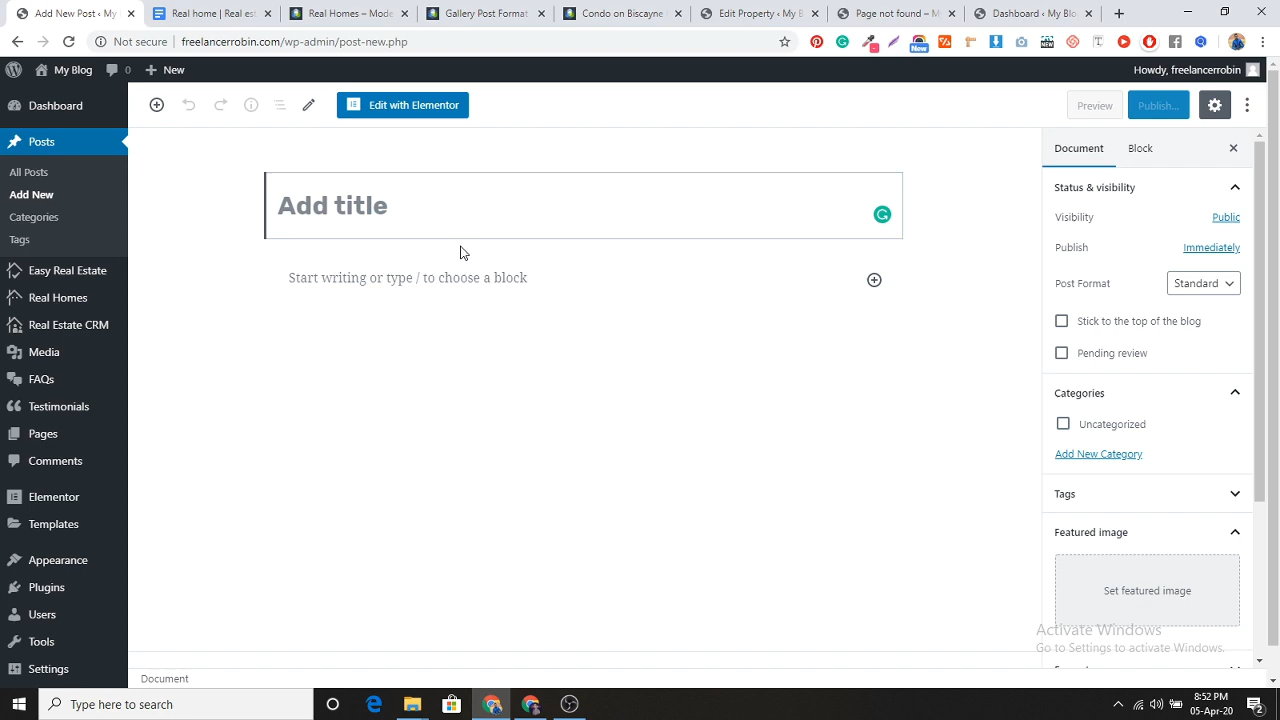 Add New Post ‹ My
Real home | Real es
Real Homes – Mode
Gallery Post Format
Condo on Biscayne
Edit Property ‹ My B
Page not found – M
Dashboard ‹ My Blo
Not secure | freelancerrobin.com/wp-admin/post-new.php
My Blog 0 New Howdy, freelancerrobin
Dashboard
Posts
All Posts
Add New
Categories
Tags
Easy Real Estate
Real Homes
Real Estate CRM
Media
FAQs
Testimonials
Pages
Comments
Elementor
Templates
Appearance
Plugins
Users
Tools
Settings
Edit with Elementor
Preview Publish...
Add title
Start writing or type / to choose a block
Document Block
Status & visibility
Visibility Public
Publish Immediately
Post Format Standard
Stick to the top of the blog
Pending review
Categories
Uncategorized
Add New Category
Tags
Featured image
Set featured image
Activate Windows
Go to Settings to activate Windows.
Document
Type here to search
8:52 PM
05-Apr-20